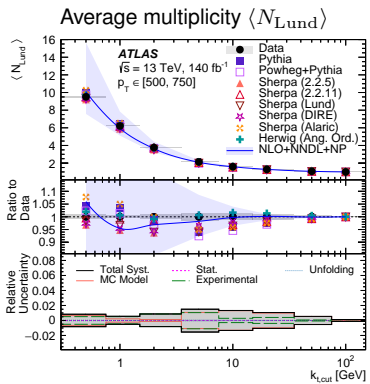 Average multiplicity ⟨N_Lund⟩
⟨ N_Lund ⟩
16
14
12
10
8
6
4
2
ATLAS
√s = 13 TeV, 140 fb⁻¹
p_T ∈ [500, 750]
Data
Pythia
Powheg+Pythia
Sherpa (2.2.5)
Sherpa (2.2.11)
Sherpa (Lund)
Sherpa (DIRE)
Sherpa (Alaric)
Herwig (Ang. Ord.)
NLO+NNDL+NP
Ratio to
Data
1.1
1.05
1
0.95
0.9
Relative
Uncertainty
0.08
0.06
0.04
0.02
0
−0.02
Total Syst.
Stat.
Unfolding
MC Model
Experimental
1
10
10²
k_t,cut [GeV]